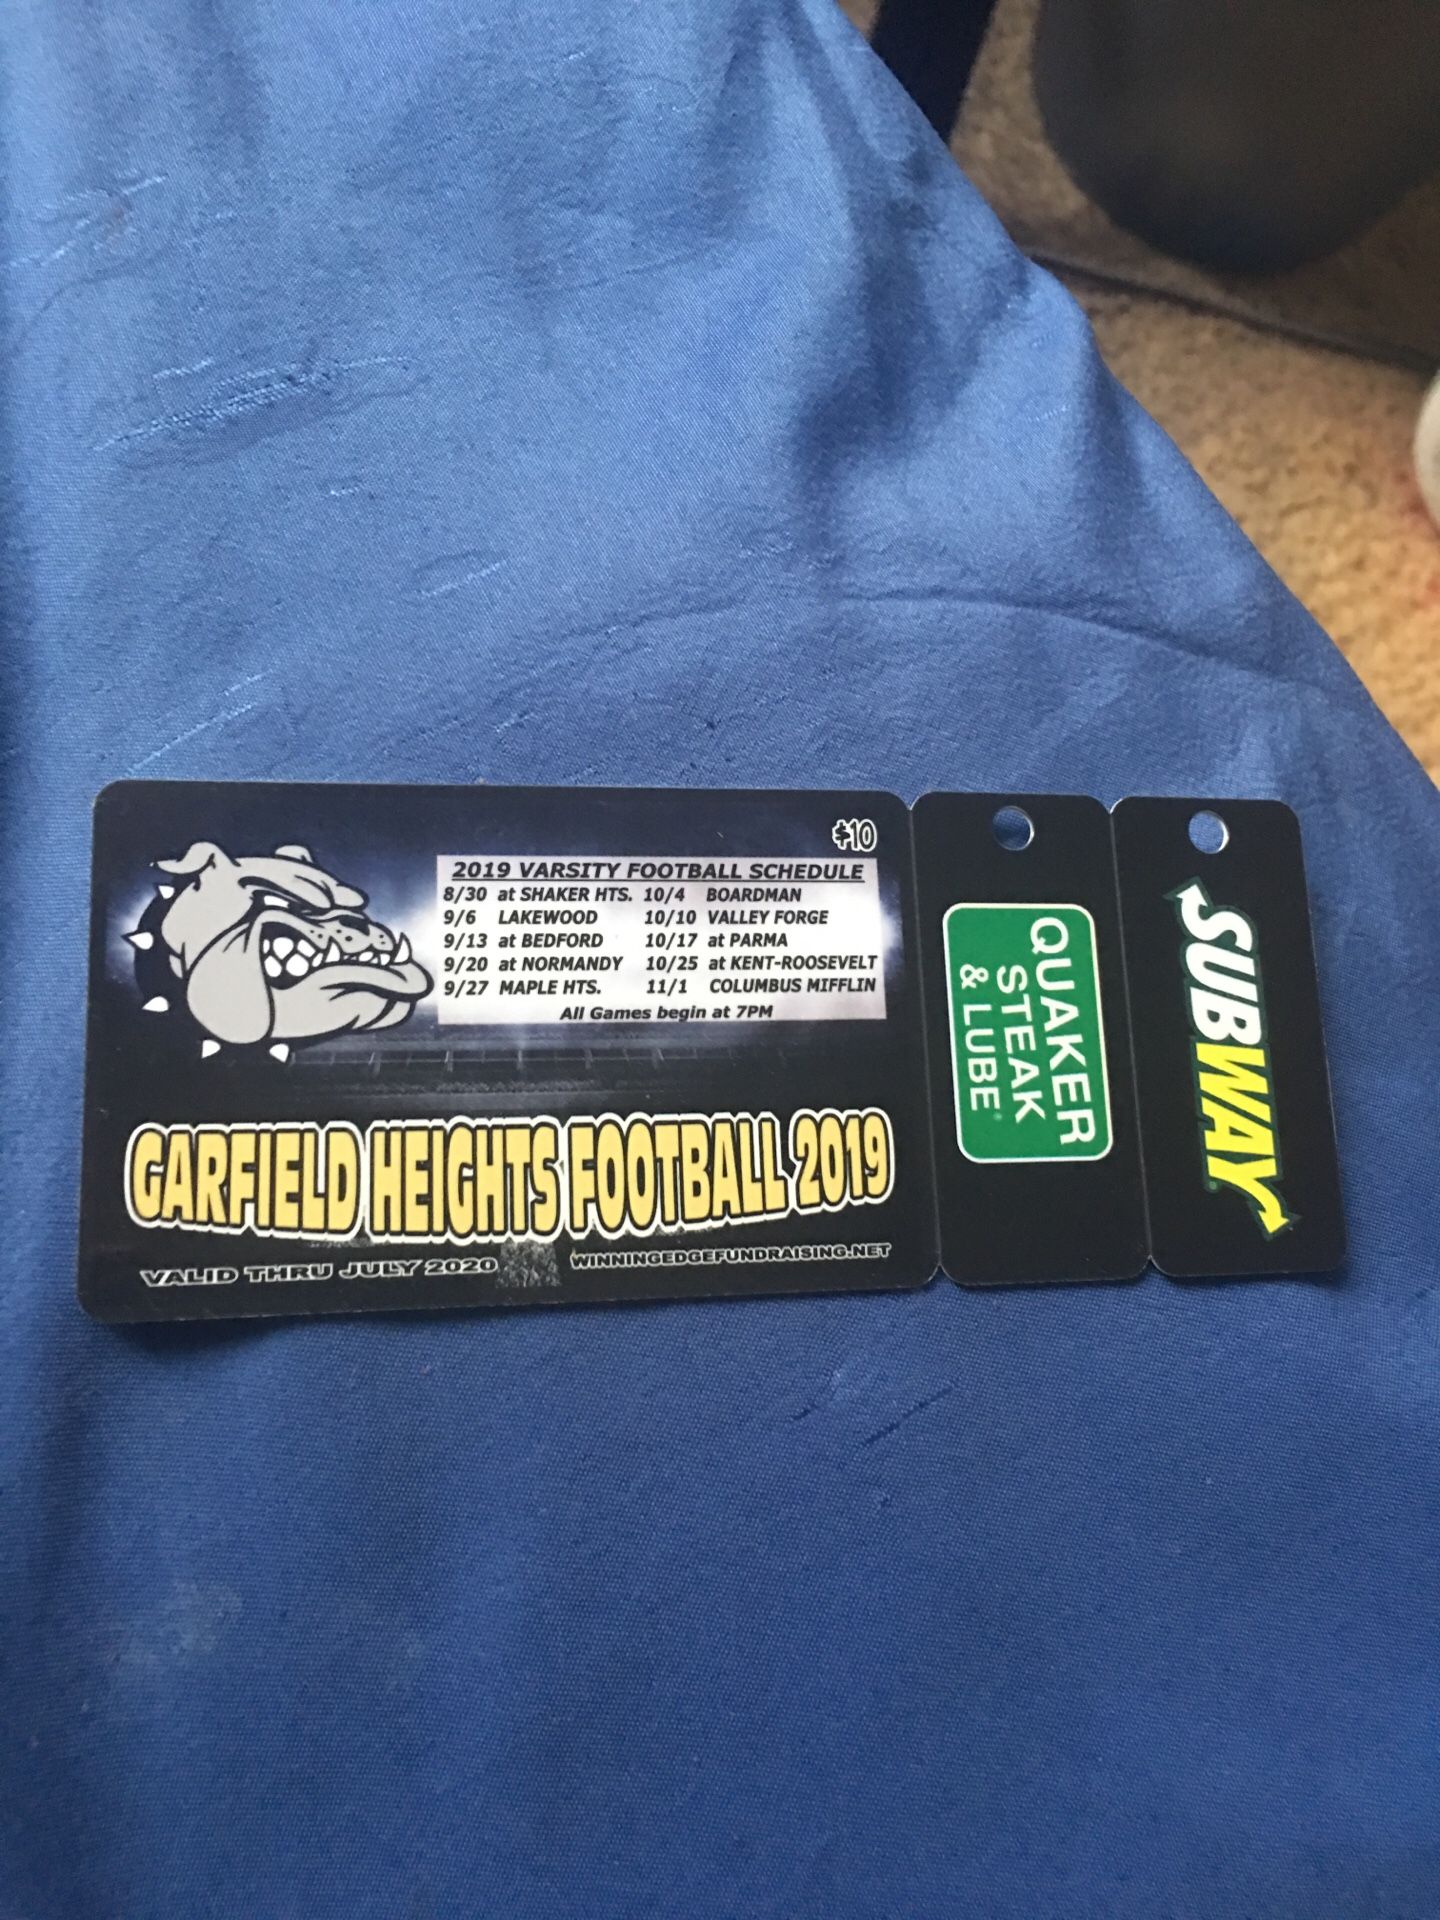 $10
2019 VARSITY FOOTBALL SCHEDULE
8/30 at SHAKER HTS. 10/4 BOARDMAN
9/6 LAKEWOOD 10/10 VALLEY FORGE
9/13 at BEDFORD 10/17 at PARMA
9/20 at NORMANDY 10/25 at KENT-ROOSEVELT
9/27 MAPLE HTS. 11/1 COLUMBUS MIFFLIN
All Games begin at 7PM
GARFIELD HEIGHTS FOOTBALL 2019
VALID THRU JULY 2020 WINNINGEDGEFUNDRAISING.NET
QUAKER
STEAK
& LUBE®
SUBWAY®